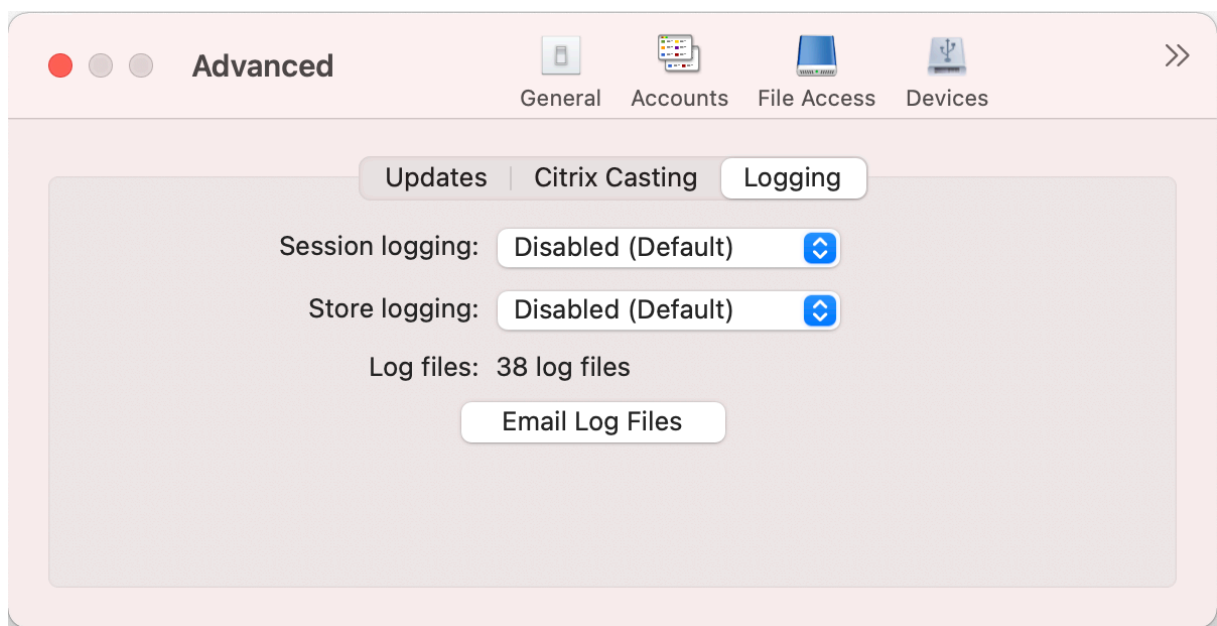 Advanced
General Accounts File Access Devices
Updates Citrix Casting Logging
Session logging: Disabled (Default)
Store logging: Disabled (Default)
Log files: 38 log files
Email Log Files